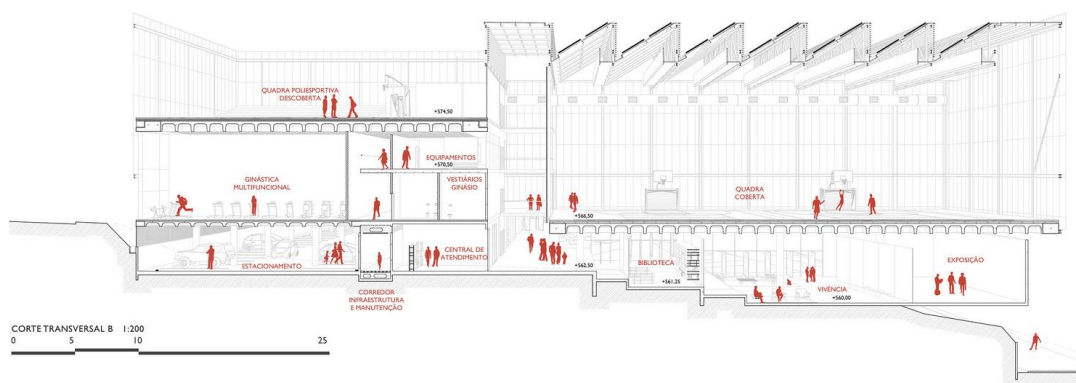 QUADRA POLIESPORTIVA
DESCOBERTA
+574,50
EQUIPAMENTOS
+570,50
GINÁSTICA
MULTIFUNCIONAL
VESTIÁRIOS
GINÁSIO
QUADRA
COBERTA
+566,50
CENTRAL DE
ATENDIMENTO
+562,50
ESTACIONAMENTO
BIBLIOTECA
+561,25
EXPOSIÇÃO
VIVÊNCIA
+560,00
CORREDOR
INFRAESTRUTURA
E MANUTENÇÃO
CORTE TRANSVERSAL B 1:200
0 5 10 25